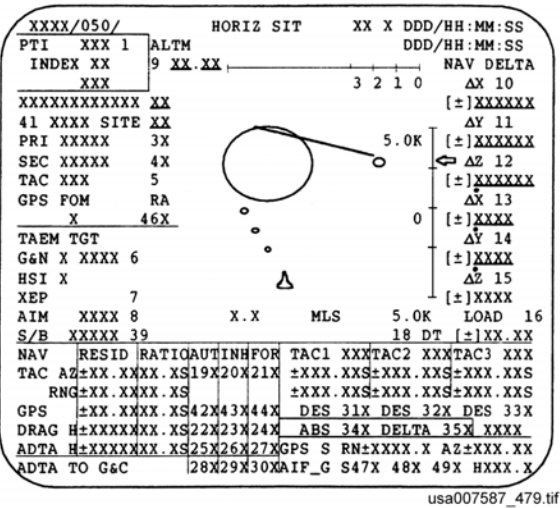 XXXX/050/ HORIZ SIT XX X DDD/HH:MM:SS
PTI XXX 1 ALTM DDD/HH:MM:SS
INDEX XX 9 XX.XX NAV DELTA
XXX 3 2 1 0 ΔX 10
XXXXXXXXXXXX XX [±]XXXXXX
41 XXXX SITE XX ΔY 11
PRI XXXXX 3X 5.0K [±]XXXXXX
SEC XXXXX 4X ΔZ 12
TAC XXX 5 [±]XXXXXX
GPS FOM RA ΔẊ 13
X 46X 0 [±]XXXX
TAEM TGT ΔẎ 14
G&N X XXXX 6 [±]XXXX
HSI X ΔŻ 15
XEP 7 [±]XXXX
AIM XXXX 8 X.X MLS 5.0K LOAD 16
S/B XXXXX 39 18 DT [±]XX.XX
NAV RESID RATIO AUT INH FOR TAC1 XXX TAC2 XXX TAC3 XXX
TAC AZ ±XX.XX XX.XS 19X 20X 21X ±XXX.XXS ±XXX.XXS ±XXX.XXS
RNG ±XX.XX XX.XS ±XXX.XXS ±XXX.XXS ±XXX.XXS
GPS ±XX.XX XX.XS 42X 43X 44X DES 31X DES 32X DES 33X
DRAG H ±XXXXX XX.XS 22X 23X 24X ABS 34X DELTA 35X XXXX
ADTA H ±XXXXX XX.XS 25X 26X 27X GPS S RN±XXXX.X AZ±XXX.XX
ADTA TO G&C 28X 29X 30X AIF_G S47X 48X 49X HXXX.X
usa007587_479.tif